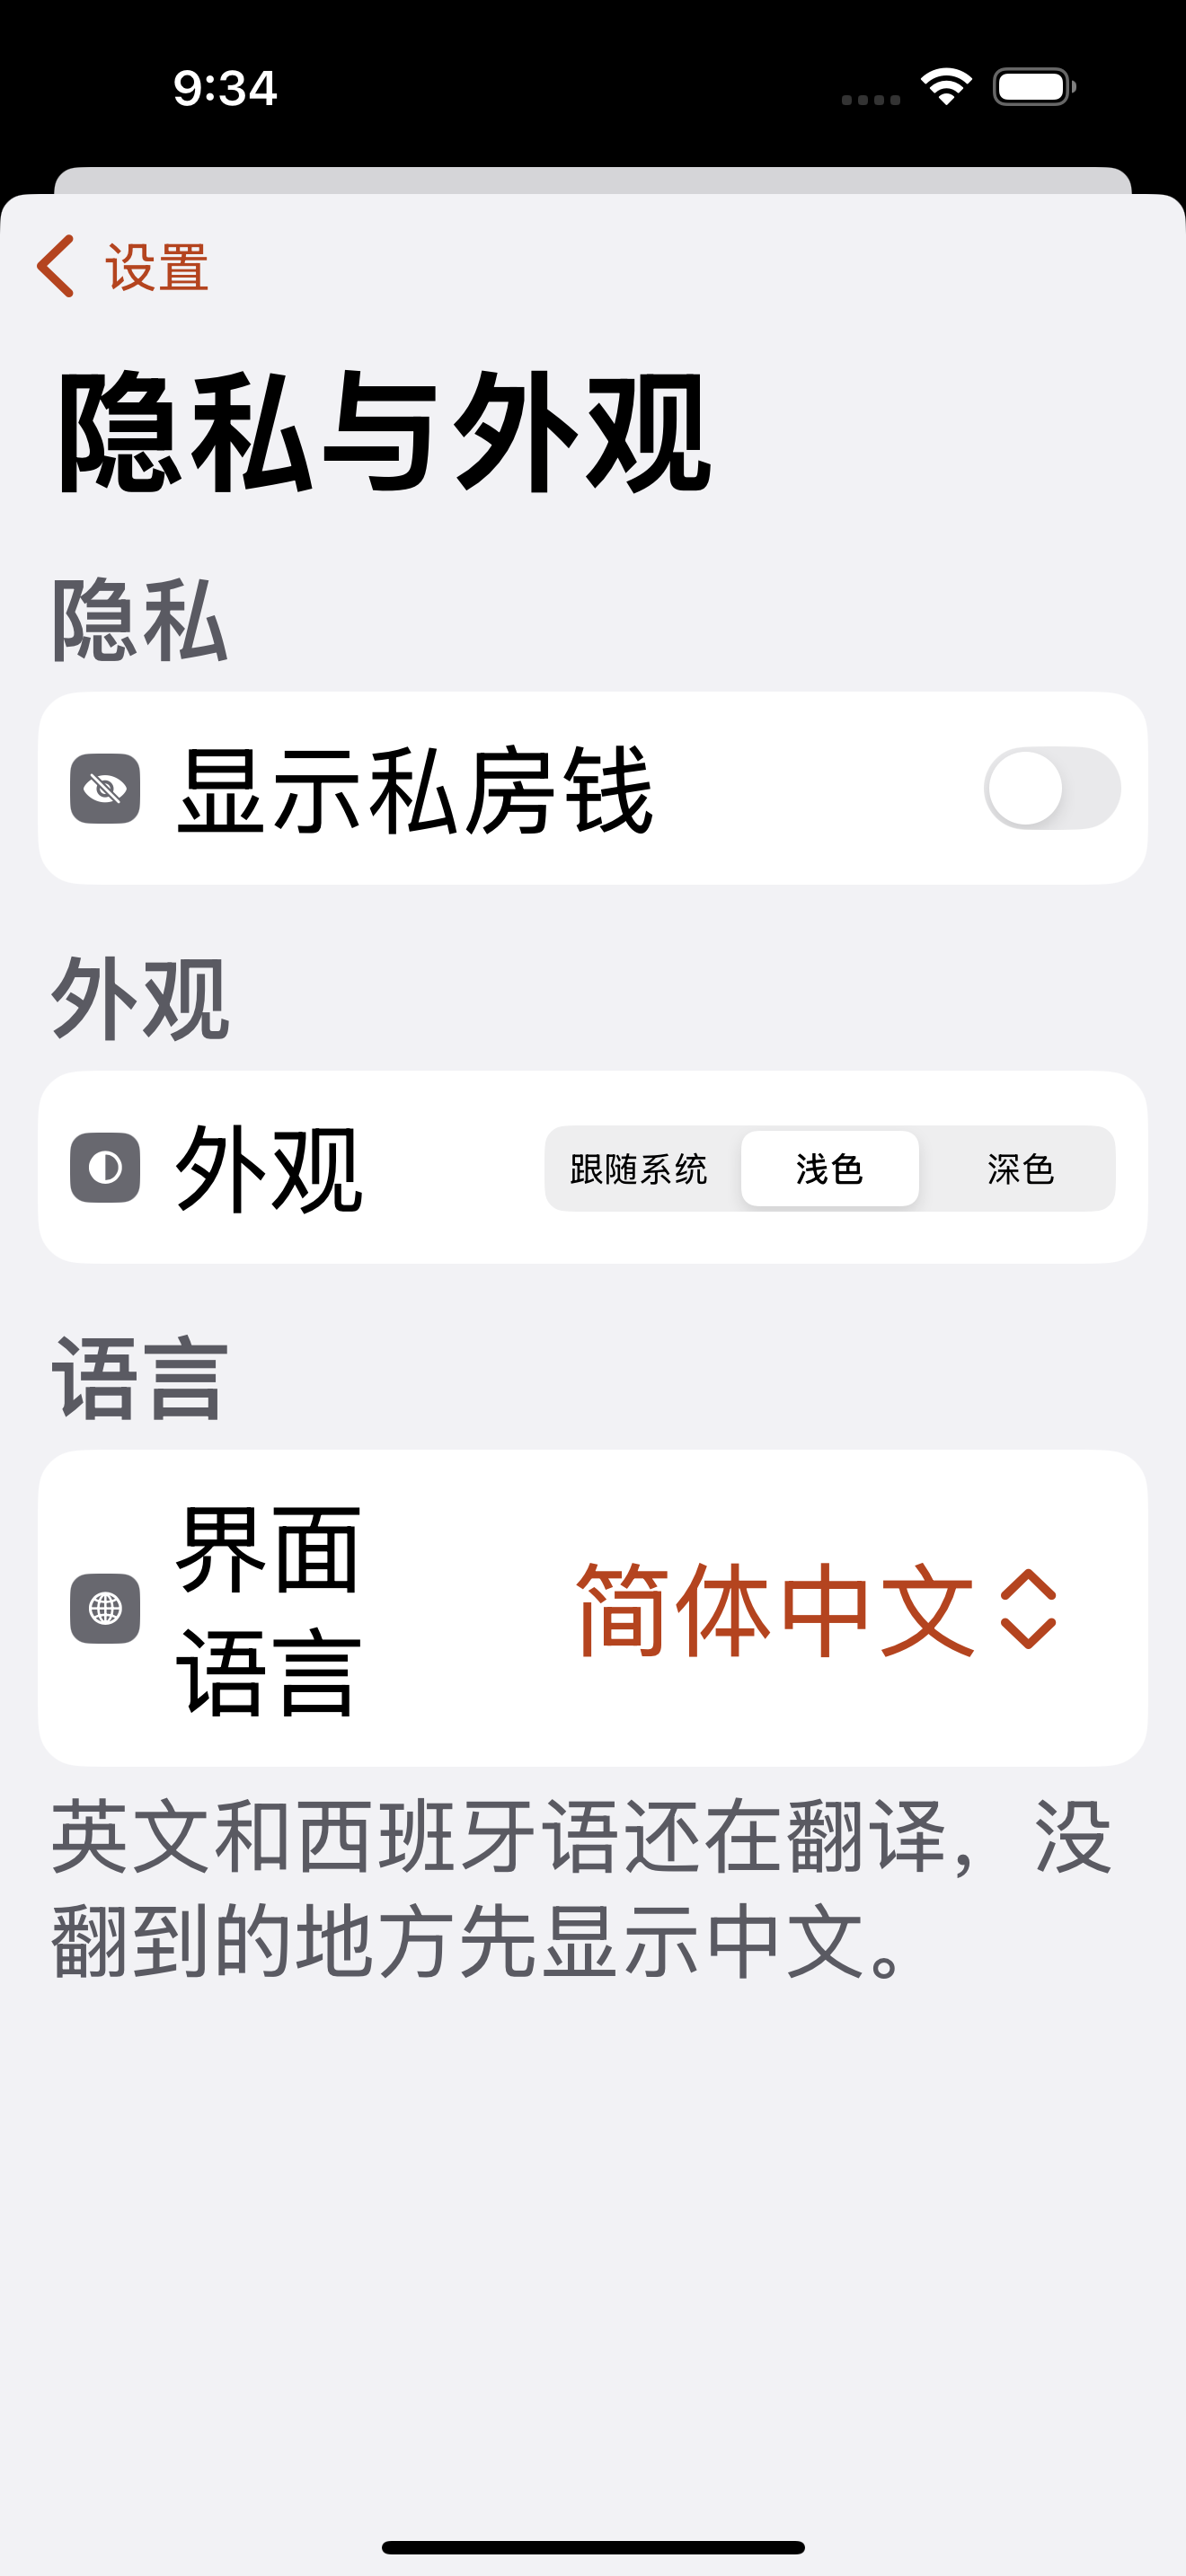 9:34
设置
隐私与外观
隐私
显示私房钱
外观
外观
跟随系统
浅色
深色
语言
界面
语言
简体中文
英文和西班牙语还在翻译，没
翻到的地方先显示中文。